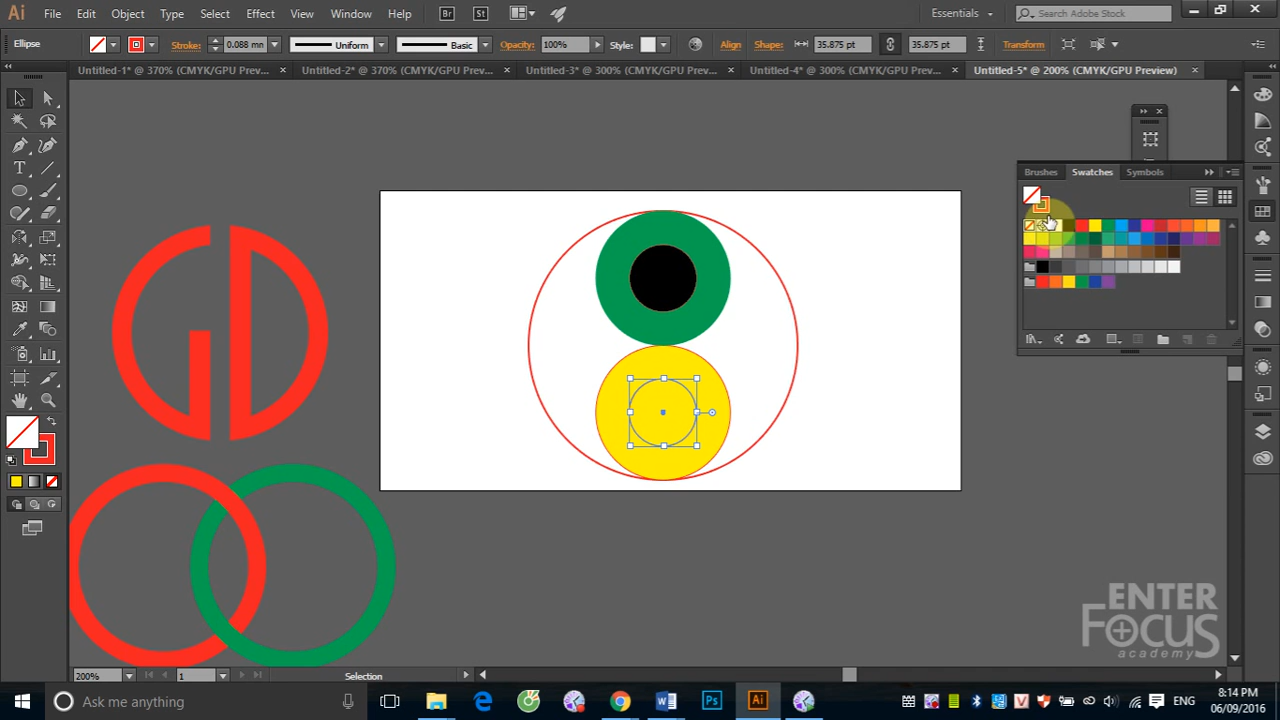 Ai File Edit Object Type Select Effect View Window Help Br St Essentials Search Adobe Stock
Ellipse Stroke: 0.088 mn Uniform Basic Opacity: 100% Style: Align Shape: 35.875 pt 35.875 pt Transform
Untitled-1* @ 370% (CMYK/GPU Prev... Untitled-2* @ 370% (CMYK/GPU Prev... Untitled-3* @ 300% (CMYK/GPU Prev... Untitled-4* @ 300% (CMYK/GPU Prev... Untitled-5* @ 200% (CMYK/GPU Preview)
Brushes Swatches Symbols
ENTER
FOCUS
academy
200% 1 Selection
Ask me anything W Ps Ai V ENG 8:14 PM
06/09/2016